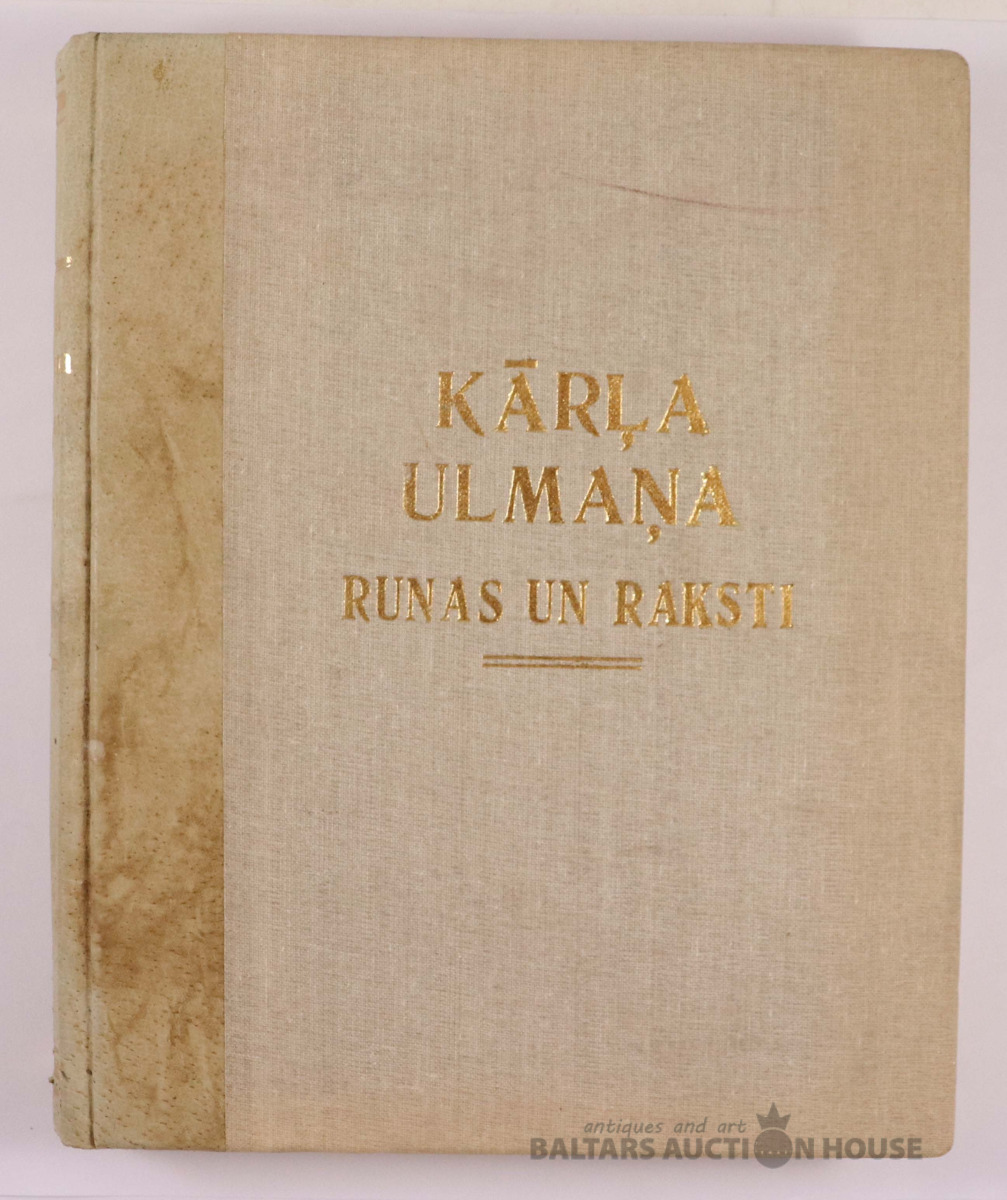 KĀRĻA
ULMAŅA
RUNAS UN RAKSTI
antiques and art
BALTARS AUCTION HOUSE